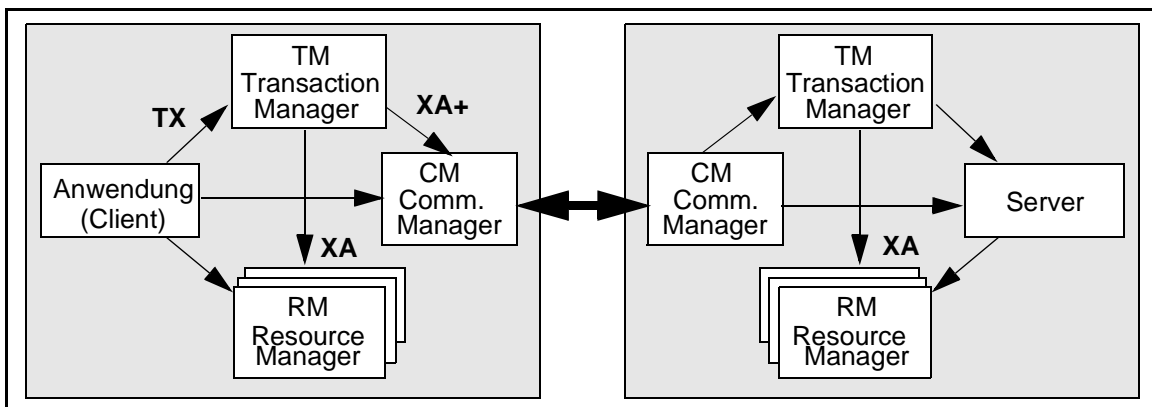 TM
Transaction
Manager
TX
XA+
Anwendung
(Client)
CM
Comm.
Manager
XA
RM
Resource
Manager
TM
Transaction
Manager
CM
Comm.
Manager
Server
XA
RM
Resource
Manager